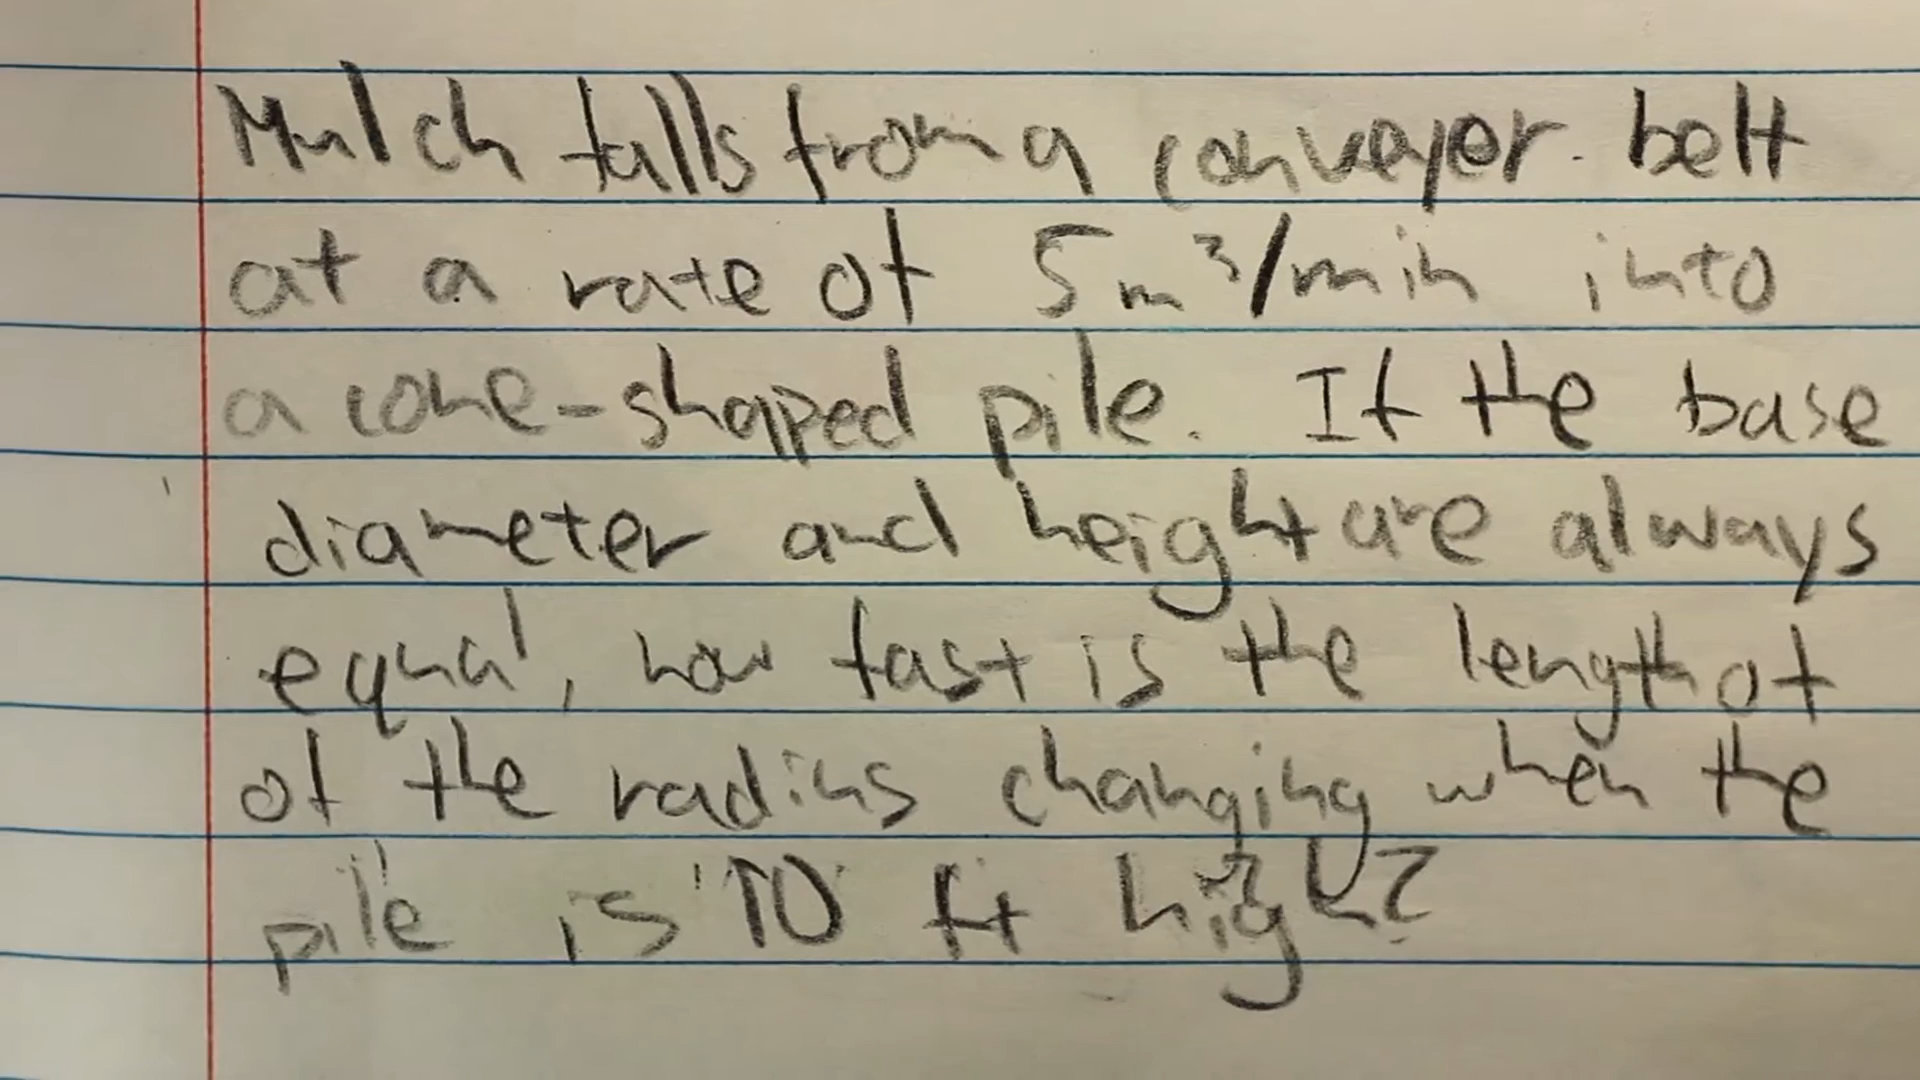 Mulch falls from a conveyer belt
at a rate of 5m³/min into
a cone-shaped pile. If the base
diameter and height are always
equal, how fast is the length of
of the radius changing when the
pile is 10 ft high?